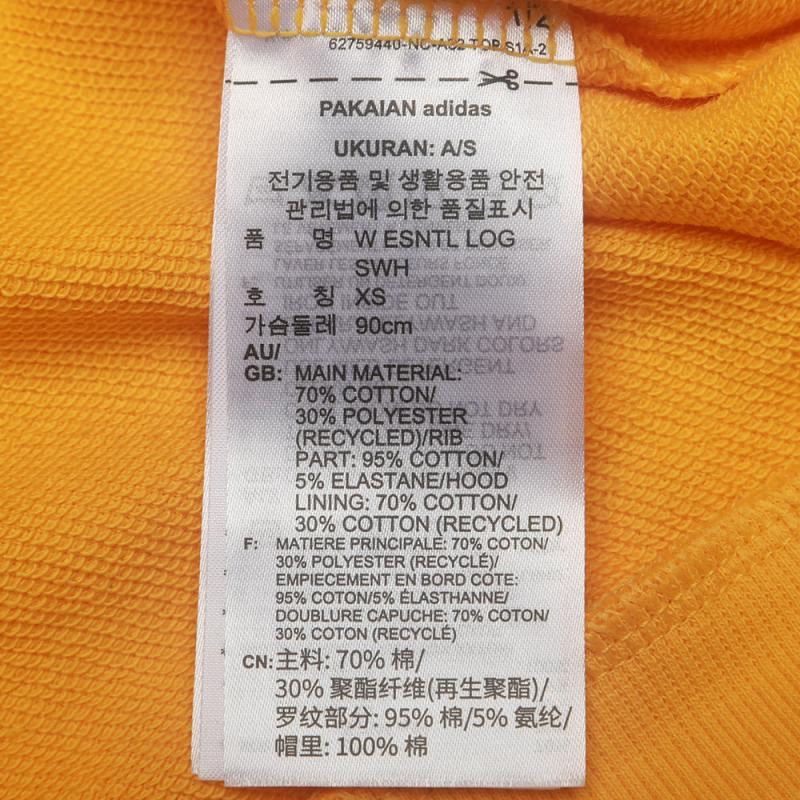 1/2
62759440-NC-A32-TOP S1A-2
PAKAIAN adidas
UKURAN: A/S
전기용품 및 생활용품 안전
관리법에 의한 품질표시
품 명 W ESNTL LOG
SWH
호 칭 XS
가슴둘레 90cm
AU/
GB: MAIN MATERIAL:
70% COTTON/
30% POLYESTER
(RECYCLED)/RIB
PART: 95% COTTON/
5% ELASTANE/HOOD
LINING: 70% COTTON/
30% COTTON (RECYCLED)
F: MATIERE PRINCIPALE: 70% COTON/
30% POLYESTER (RECYCLÉ)/
EMPIECEMENT EN BORD COTE:
95% COTON/5% ÉLASTHANNE/
DOUBLURE CAPUCHE: 70% COTON/
30% COTON (RECYCLÉ)
CN: 主料: 70% 棉/
30% 聚酯纤维(再生聚酯)/
罗纹部分: 95% 棉/5% 氨纶/
帽里: 100% 棉